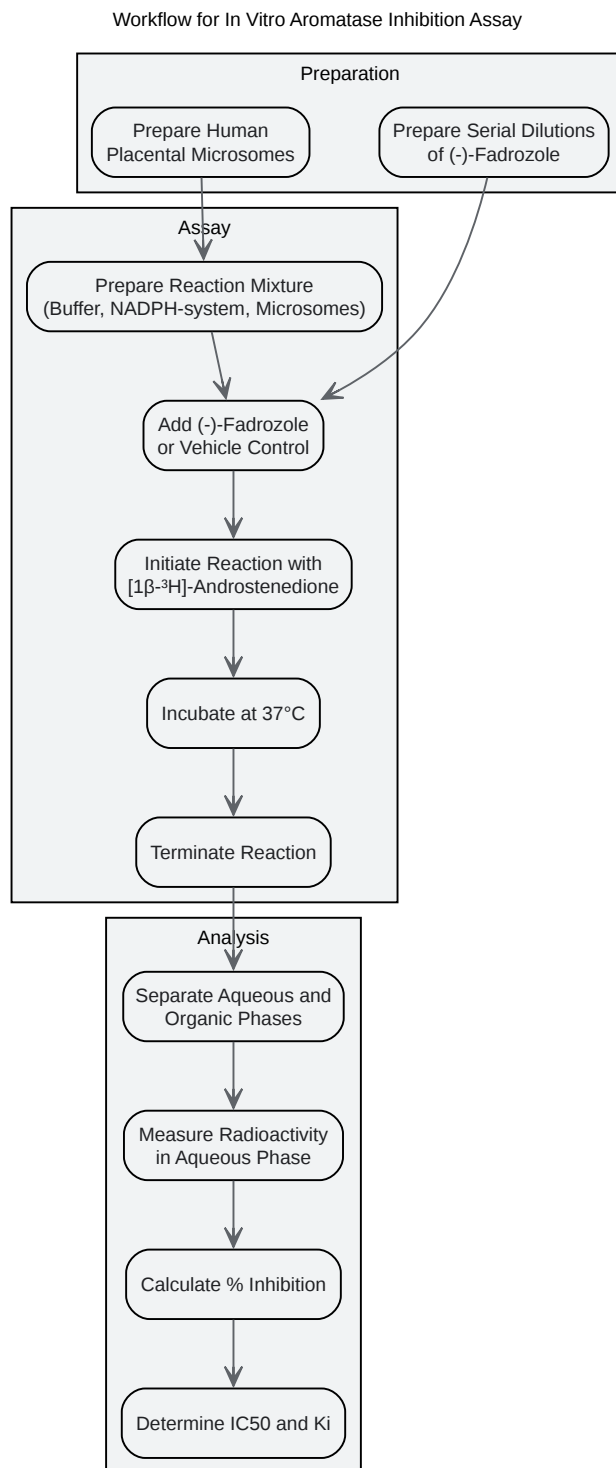 Workflow for In Vitro Aromatase Inhibition Assay
Preparation
Prepare Human
Placental Microsomes
Prepare Serial Dilutions
of (-)-Fadrozole
Assay
Prepare Reaction Mixture
(Buffer, NADPH-system, Microsomes)
Add (-)-Fadrozole
or Vehicle Control
Initiate Reaction with
[1β-³H]-Androstenedione
Incubate at 37°C
Terminate Reaction
Analysis
Separate Aqueous and
Organic Phases
Measure Radioactivity
in Aqueous Phase
Calculate % Inhibition
Determine IC50 and Ki